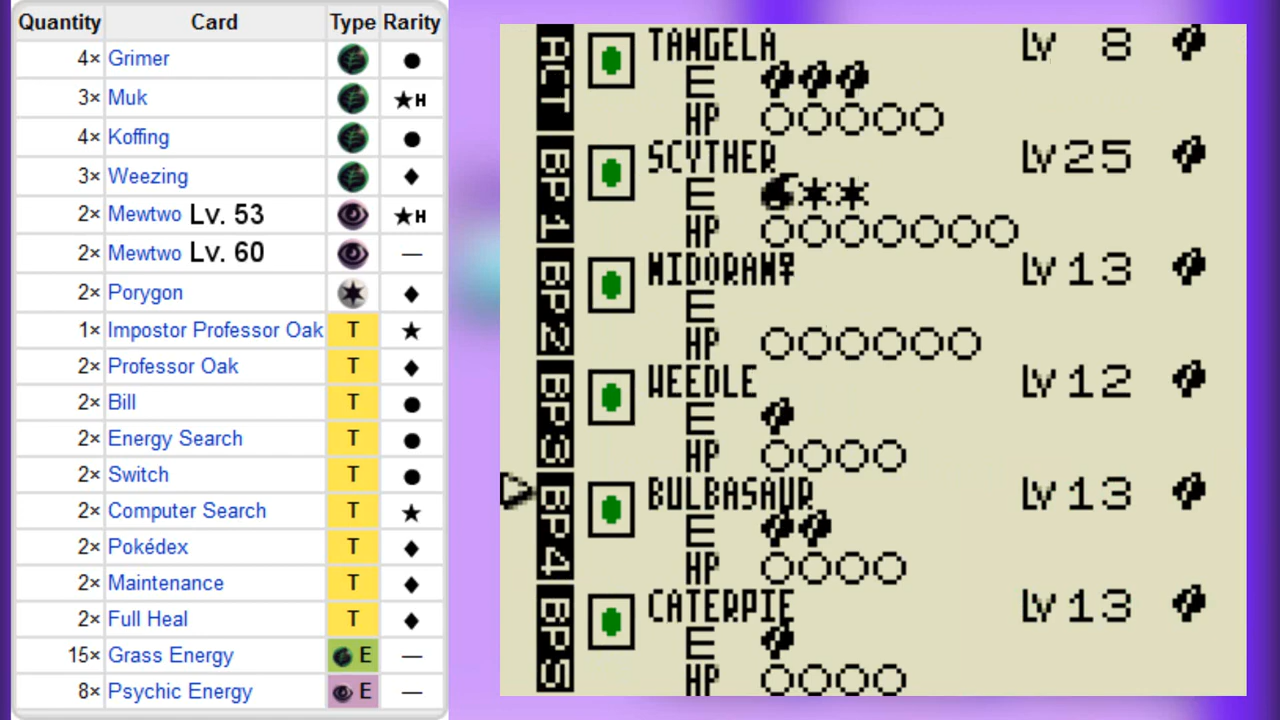 Quantity Card Type Rarity
4× Grimer ●
3× Muk ★H
4× Koffing ●
3× Weezing ♦
2× Mewtwo Lv. 53 ★H
2× Mewtwo Lv. 60 —
2× Porygon ♦
1× Impostor Professor Oak T ★
2× Professor Oak T ♦
2× Bill T ●
2× Energy Search T ●
2× Switch T ●
2× Computer Search T ★
2× Pokédex T ♦
2× Maintenance T ♦
2× Full Heal T ♦
15× Grass Energy E —
8× Psychic Energy E —
ACT TANGELA Lv 8
E
HP
BP1 SCYTHER Lv25
E
HP
BP2 NIDORAN♀ Lv13
E
HP
BP3 WEEDLE Lv12
E
HP
BP4 BULBASAUR Lv13
E
HP
BP5 CATERPIE Lv13
E
HP